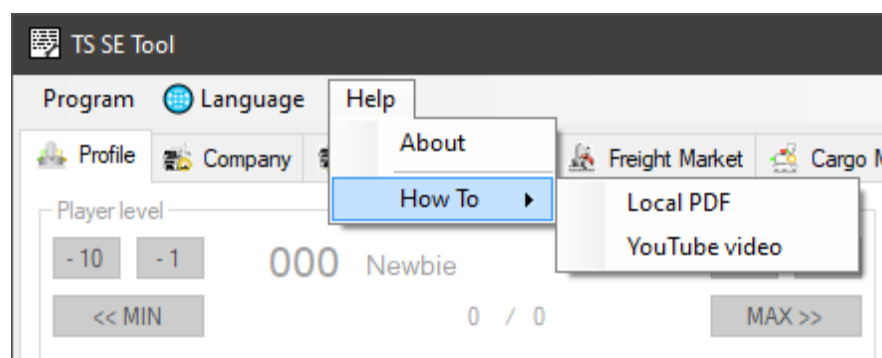 TS SE Tool
Program Language Help
Profile Company Freight Market Cargo
About
How To
Local PDF
YouTube video
Player level
- 10 - 1 000 Newbie
<< MIN 0 / 0 MAX >>